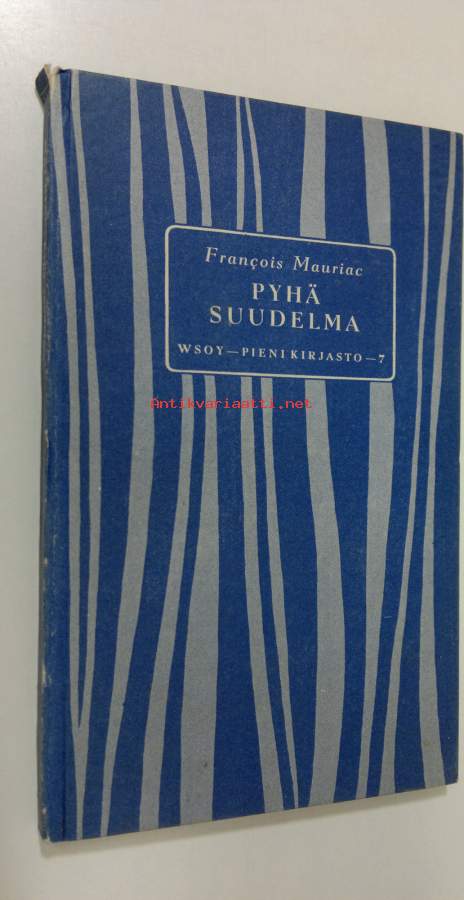 François Mauriac
PYHÄ
SUUDELMA
WSOY—PIENI KIRJASTO—7
Antikvariaatti.net